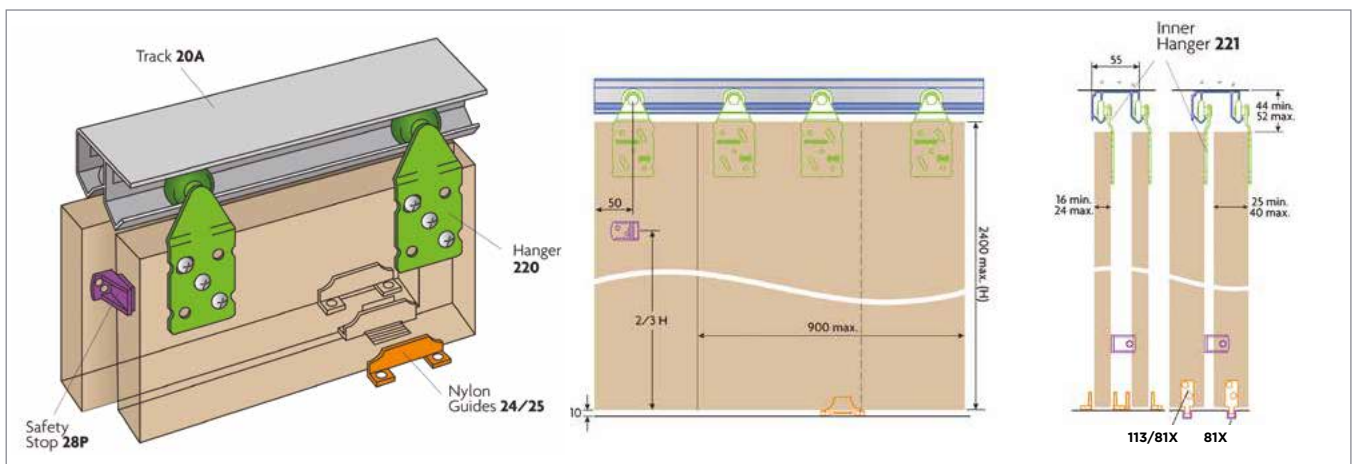 Track 20A
Hanger
220
Nylon
Guides 24/25
Safety
Stop 28P
50
2/3 H
900 max.
2400 max. (H)
10
Inner
Hanger 221
55
44 min.
52 max.
16 min.
24 max.
25 min.
40 max.
113/81X 81X